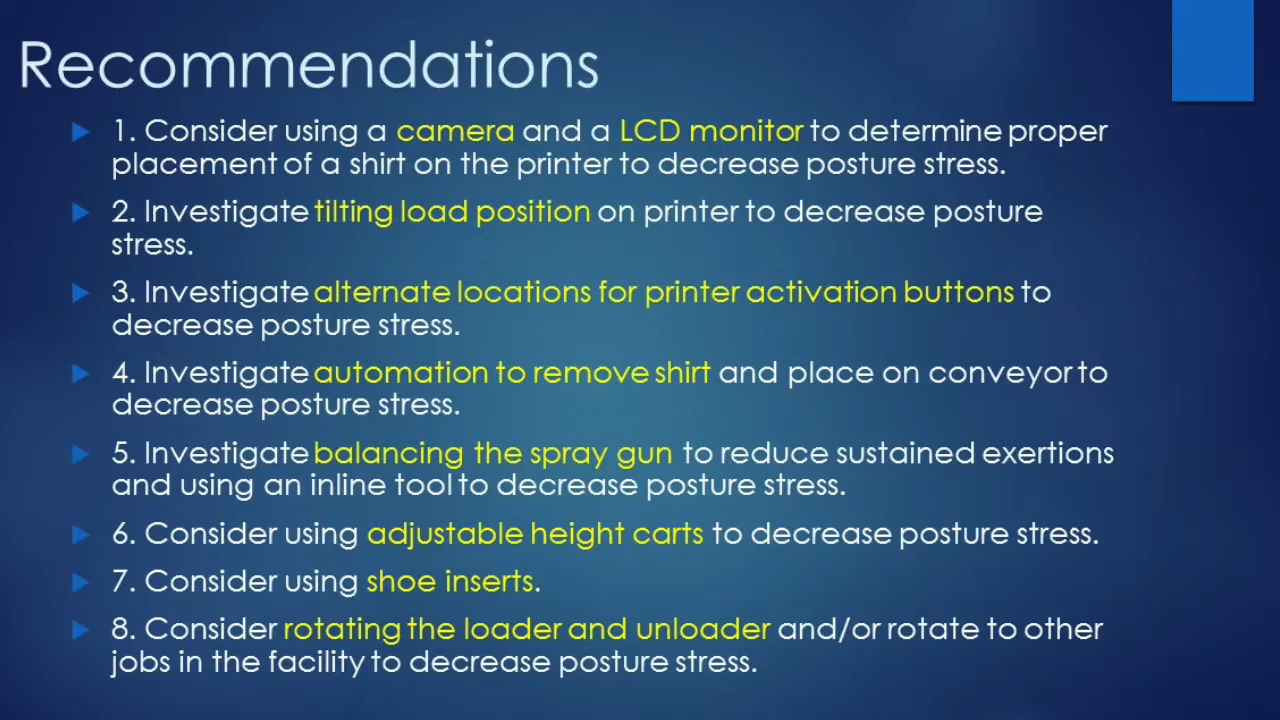 Recommendations
1. Consider using a camera and a LCD monitor to determine proper
placement of a shirt on the printer to decrease posture stress.
2. Investigate tilting load position on printer to decrease posture
stress.
3. Investigate alternate locations for printer activation buttons to
decrease posture stress.
4. Investigate automation to remove shirt and place on conveyor to
decrease posture stress.
5. Investigate balancing the spray gun to reduce sustained exertions
and using an inline tool to decrease posture stress.
6. Consider using adjustable height carts to decrease posture stress.
7. Consider using shoe inserts.
8. Consider rotating the loader and unloader and/or rotate to other
jobs in the facility to decrease posture stress.